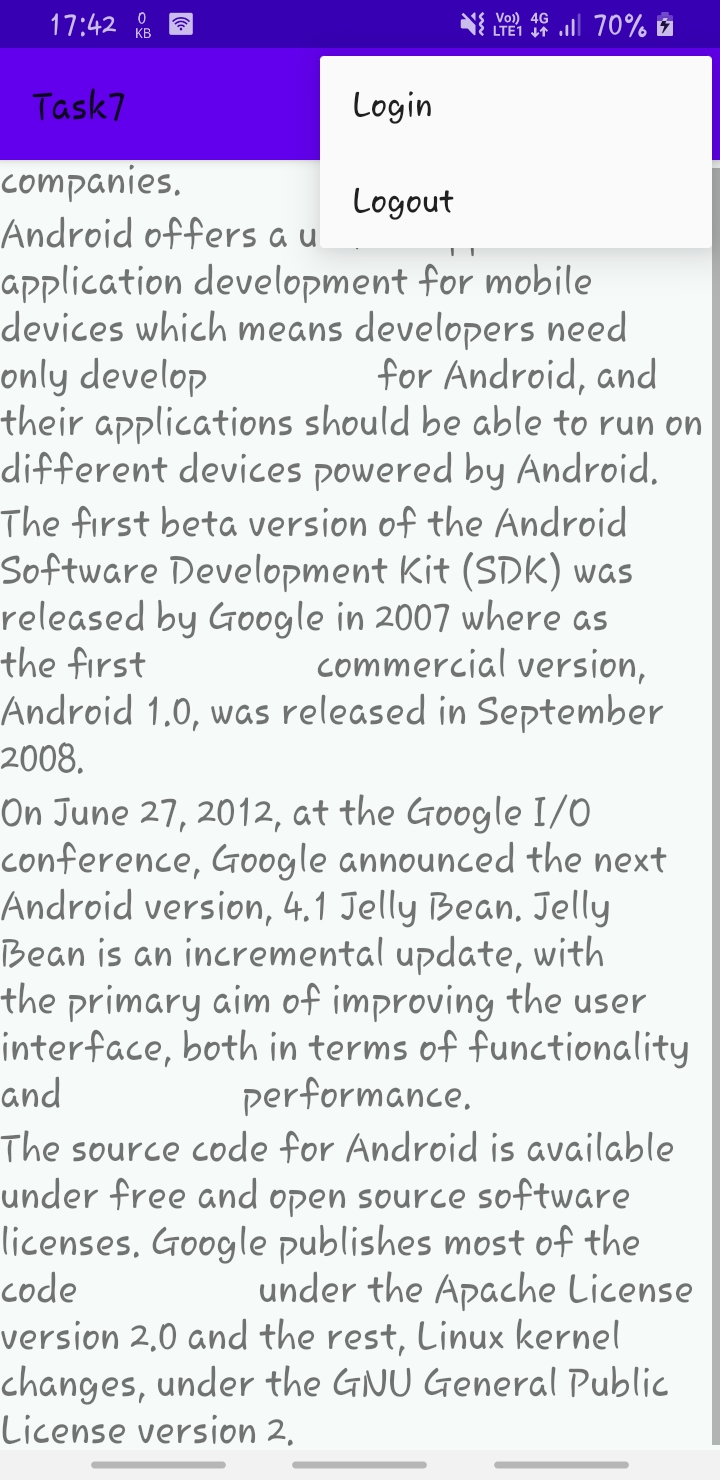 17:42 0 KB Vo)) LTE1 4G 70%
Task7
Login
Logout
companies.
Android offers a u
application development for mobile
devices which means developers need
only develop for Android, and
their applications should be able to run on
different devices powered by Android.
The first beta version of the Android
Software Development Kit (SDK) was
released by Google in 2007 where as
the first commercial version,
Android 1.0, was released in September
2008.
On June 27, 2012, at the Google I/O
conference, Google announced the next
Android version, 4.1 Jelly Bean. Jelly
Bean is an incremental update, with
the primary aim of improving the user
interface, both in terms of functionality
and performance.
The source code for Android is available
under free and open source software
licenses. Google publishes most of the
code under the Apache License
version 2.0 and the rest, Linux kernel
changes, under the GNU General Public
License version 2.